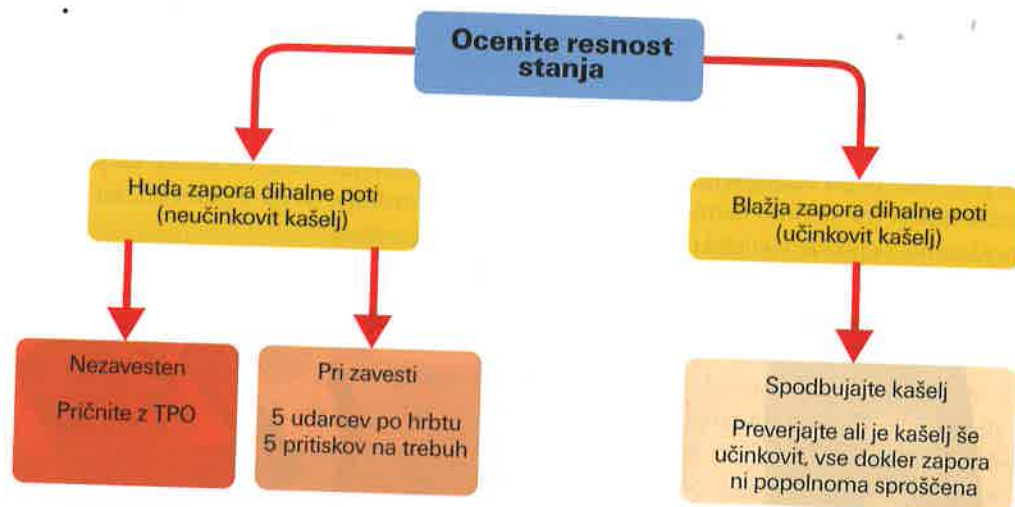 Ocenite resnost
stanja
Huda zapora dihalne poti
(neučinkovit kašelj)
Blažja zapora dihalne poti
(učinkovit kašelj)
Nezavesten
Pričnite z TPO
Pri zavesti
5 udarcev po hrbtu
5 pritiskov na trebuh
Spodbujajte kašelj
Preverjajte ali je kašelj še
učinkovit, vse dokler zapora
ni popolnoma sproščena